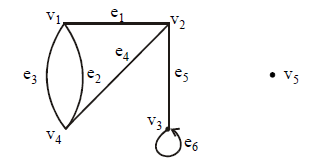 v₁ e₁ v₂
e₄
e₃ e₂ e₅ v₅
v₃
v₄ e₆